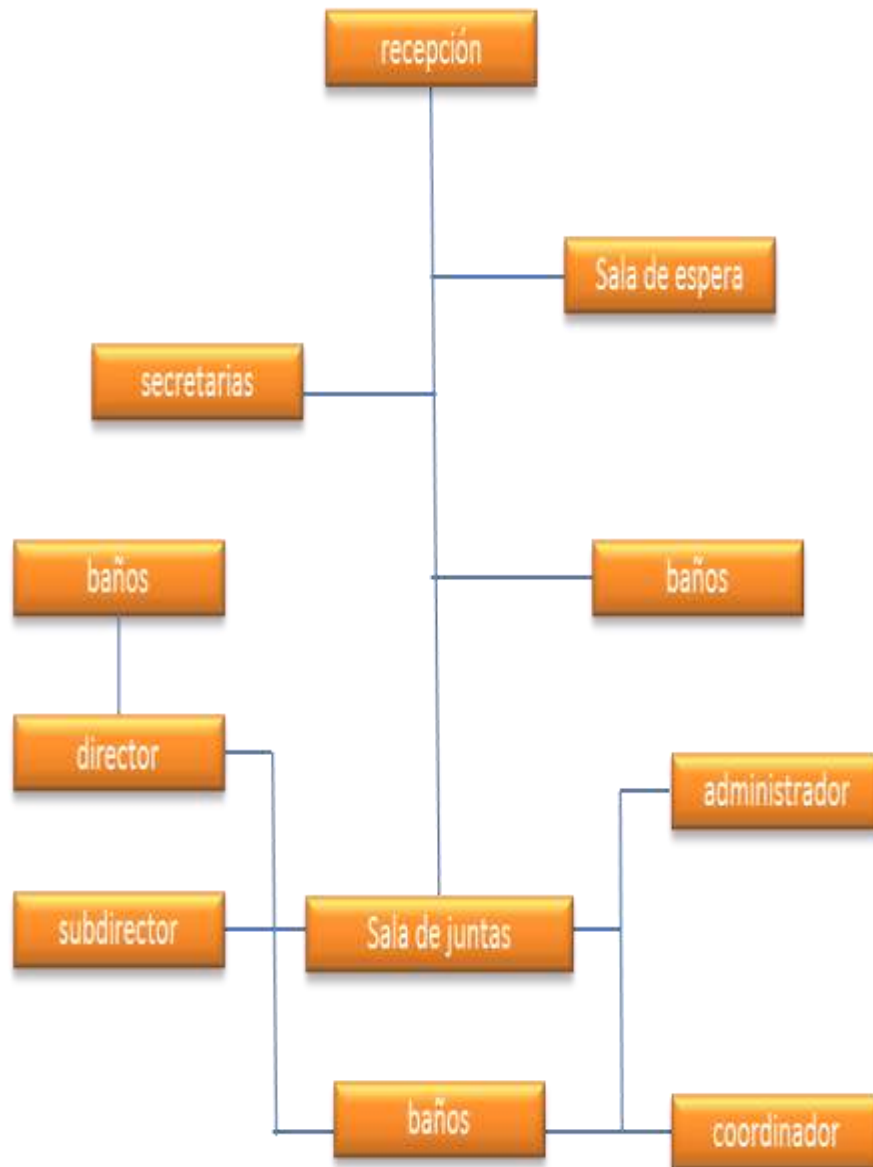 recepción
Sala de espera
secretarias
baños
baños
director
administrador
subdirector
Sala de juntas
baños
coordinador